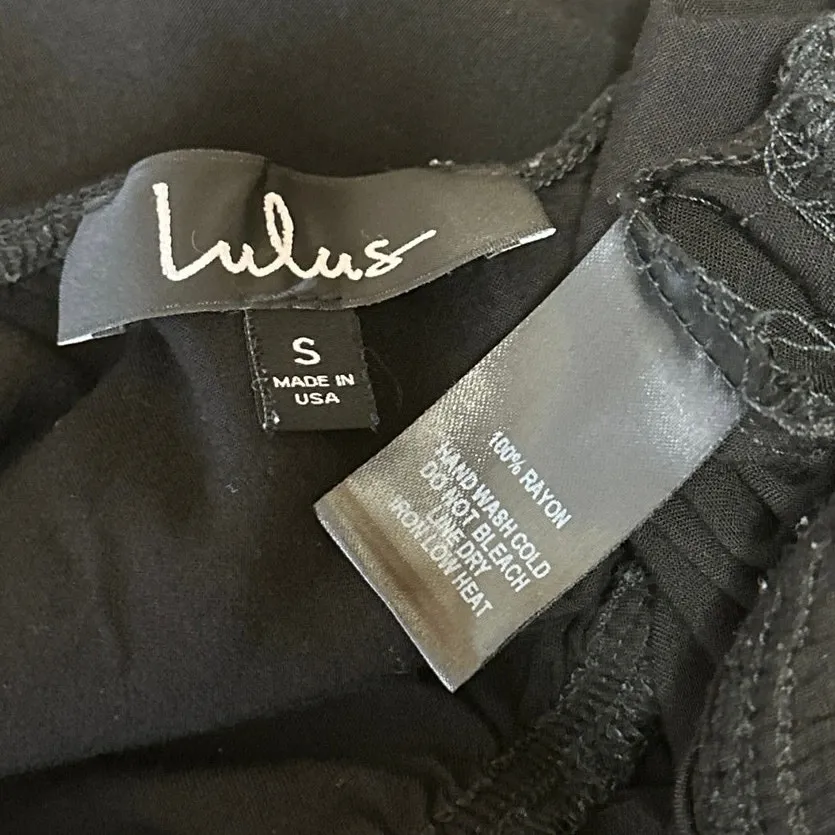 Lulus
S
MADE IN
USA
100% RAYON
HAND WASH COLD
DO NOT BLEACH
LINE DRY
IRON LOW HEAT